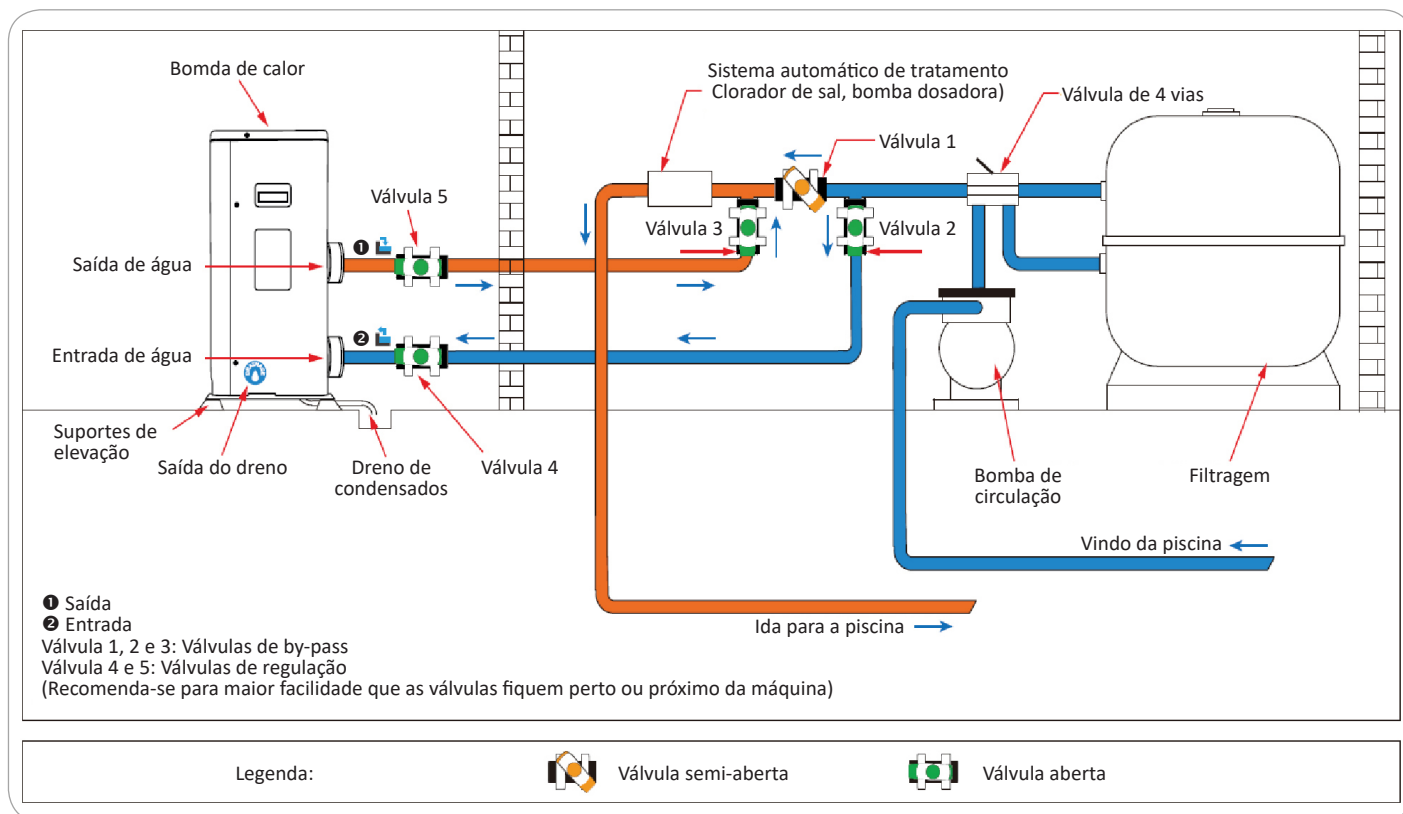 Bomda de calor
Sistema automático de tratamento
Clorador de sal, bomba dosadora)
Válvula de 4 vias
Válvula 1
Válvula 5
Válvula 3
Válvula 2
❶
Saída de água
❷
Entrada de água
Suportes de
elevação
Saída do dreno
Dreno de
condensados
Válvula 4
Bomba de
circulação
Filtragem
Vindo da piscina
Ida para a piscina
❶ Saída
❷ Entrada
Válvula 1, 2 e 3: Válvulas de by-pass
Válvula 4 e 5: Válvulas de regulação
(Recomenda-se para maior facilidade que as válvulas fiquem perto ou próximo da máquina)
Legenda:
Válvula semi-aberta
Válvula aberta